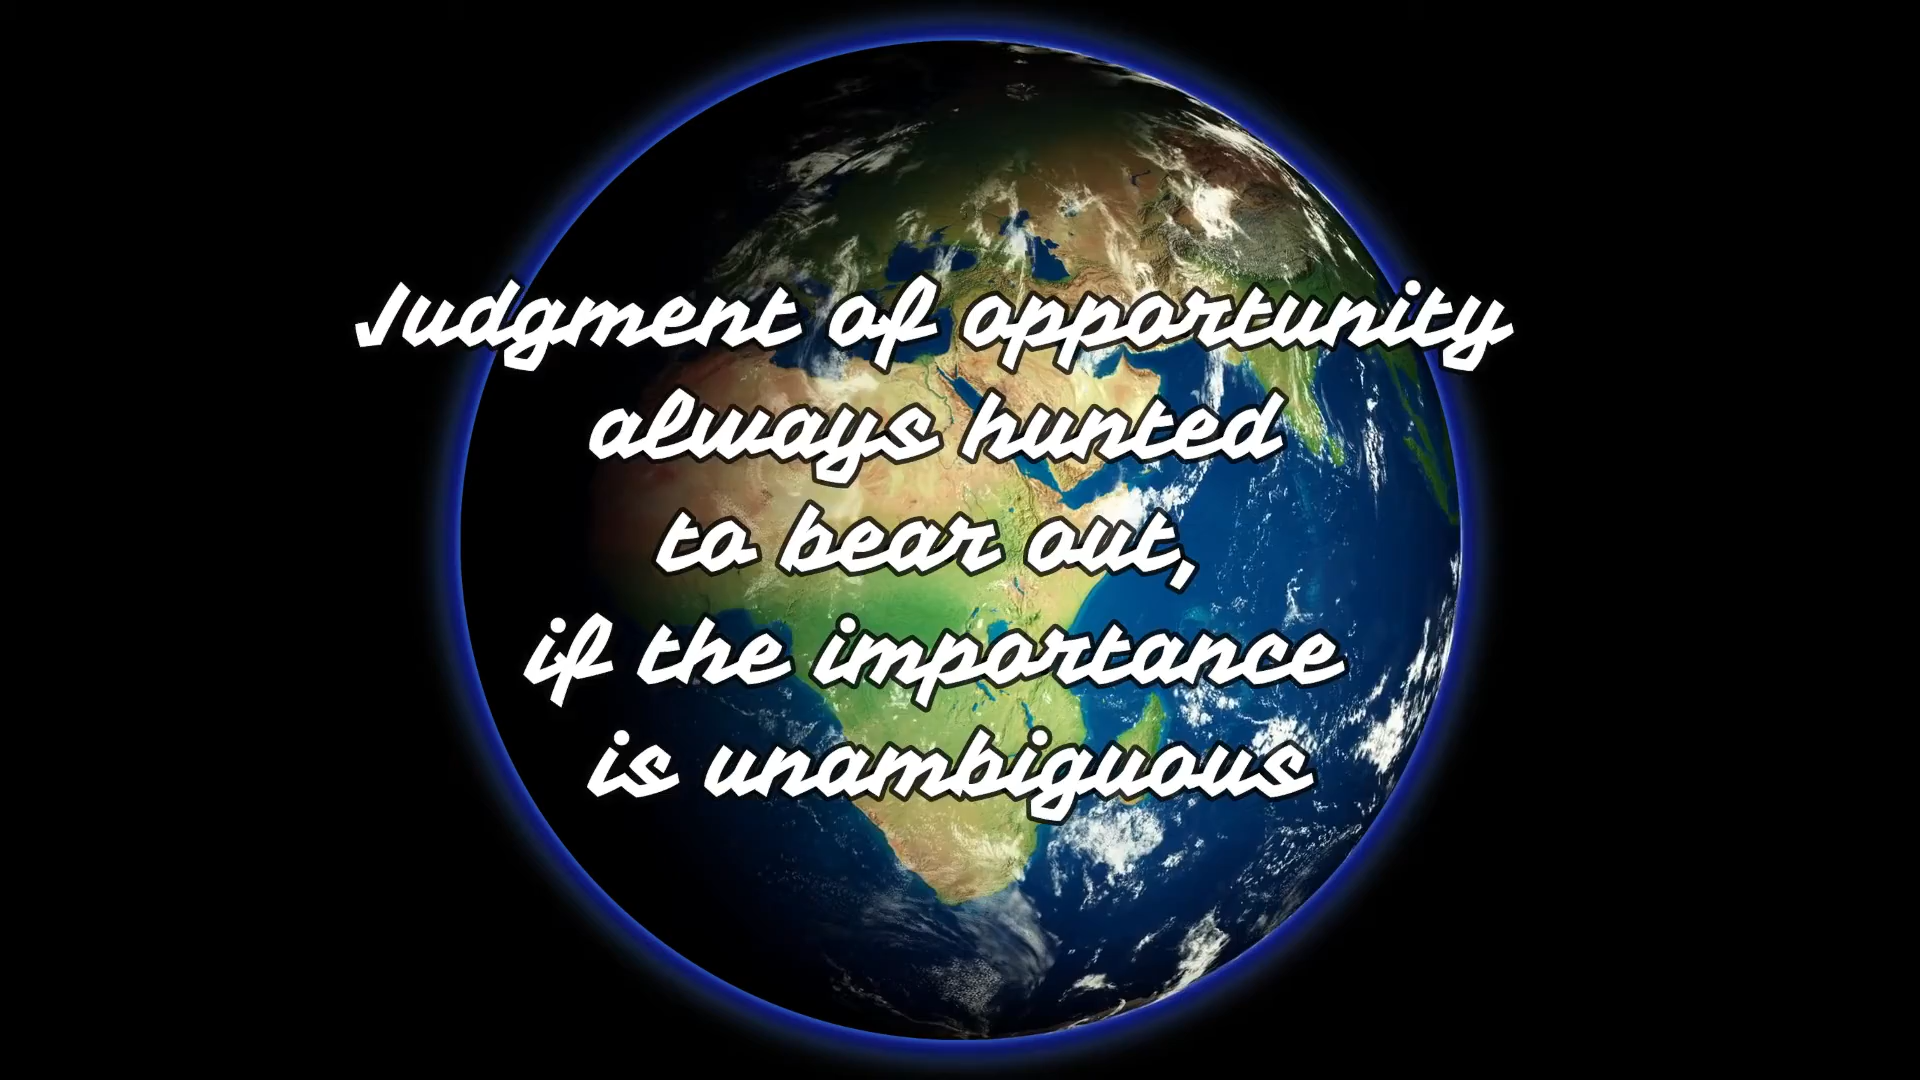 Judgment of opportunity
always hunted
to bear out,
if the importance
is unambiguous